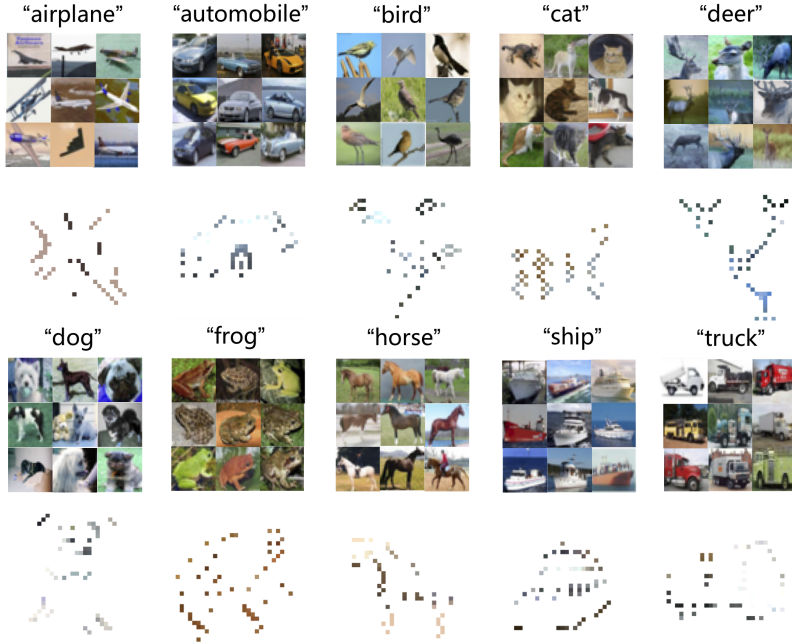 “airplane” “automobile” “bird” “cat” “deer”
“dog” “frog” “horse” “ship” “truck”